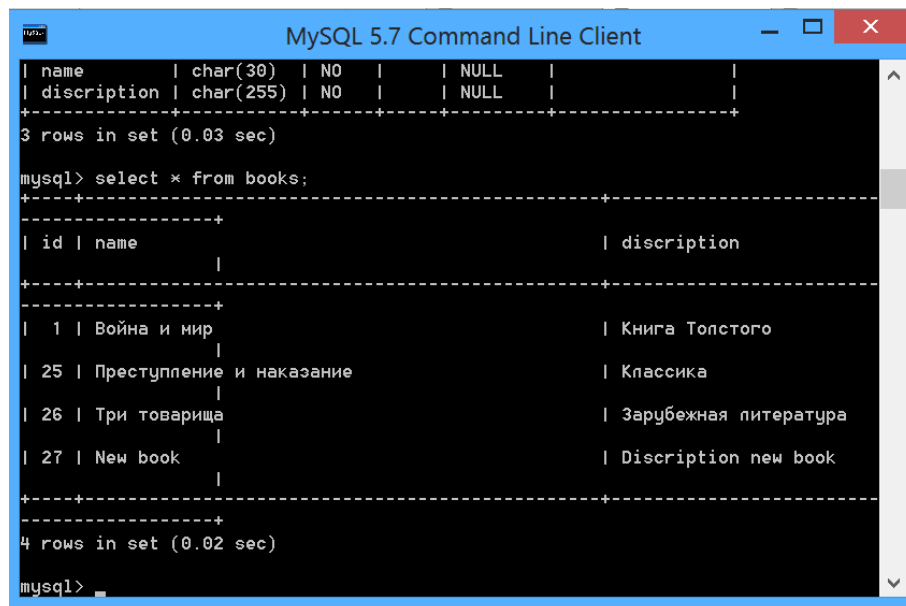 MySQL 5.7 Command Line Client
| name | char(30) | NO | | NULL | |
| discription | char(255) | NO | | NULL | |
+-------------+-----------+------+-----+---------+----------------+
3 rows in set (0.03 sec)
mysql> select * from books;
+----+-------------------------------------------------+-------------------------
------------------+
| id | name | discription
|
+----+-------------------------------------------------+-------------------------
------------------+
| 1 | Война и мир | Книга Толстого
|
| 25 | Преступление и наказание | Классика
|
| 26 | Три товарища | Зарубежная литература
|
| 27 | New book | Discription new book
|
+----+-------------------------------------------------+-------------------------
------------------+
4 rows in set (0.02 sec)
mysql> _